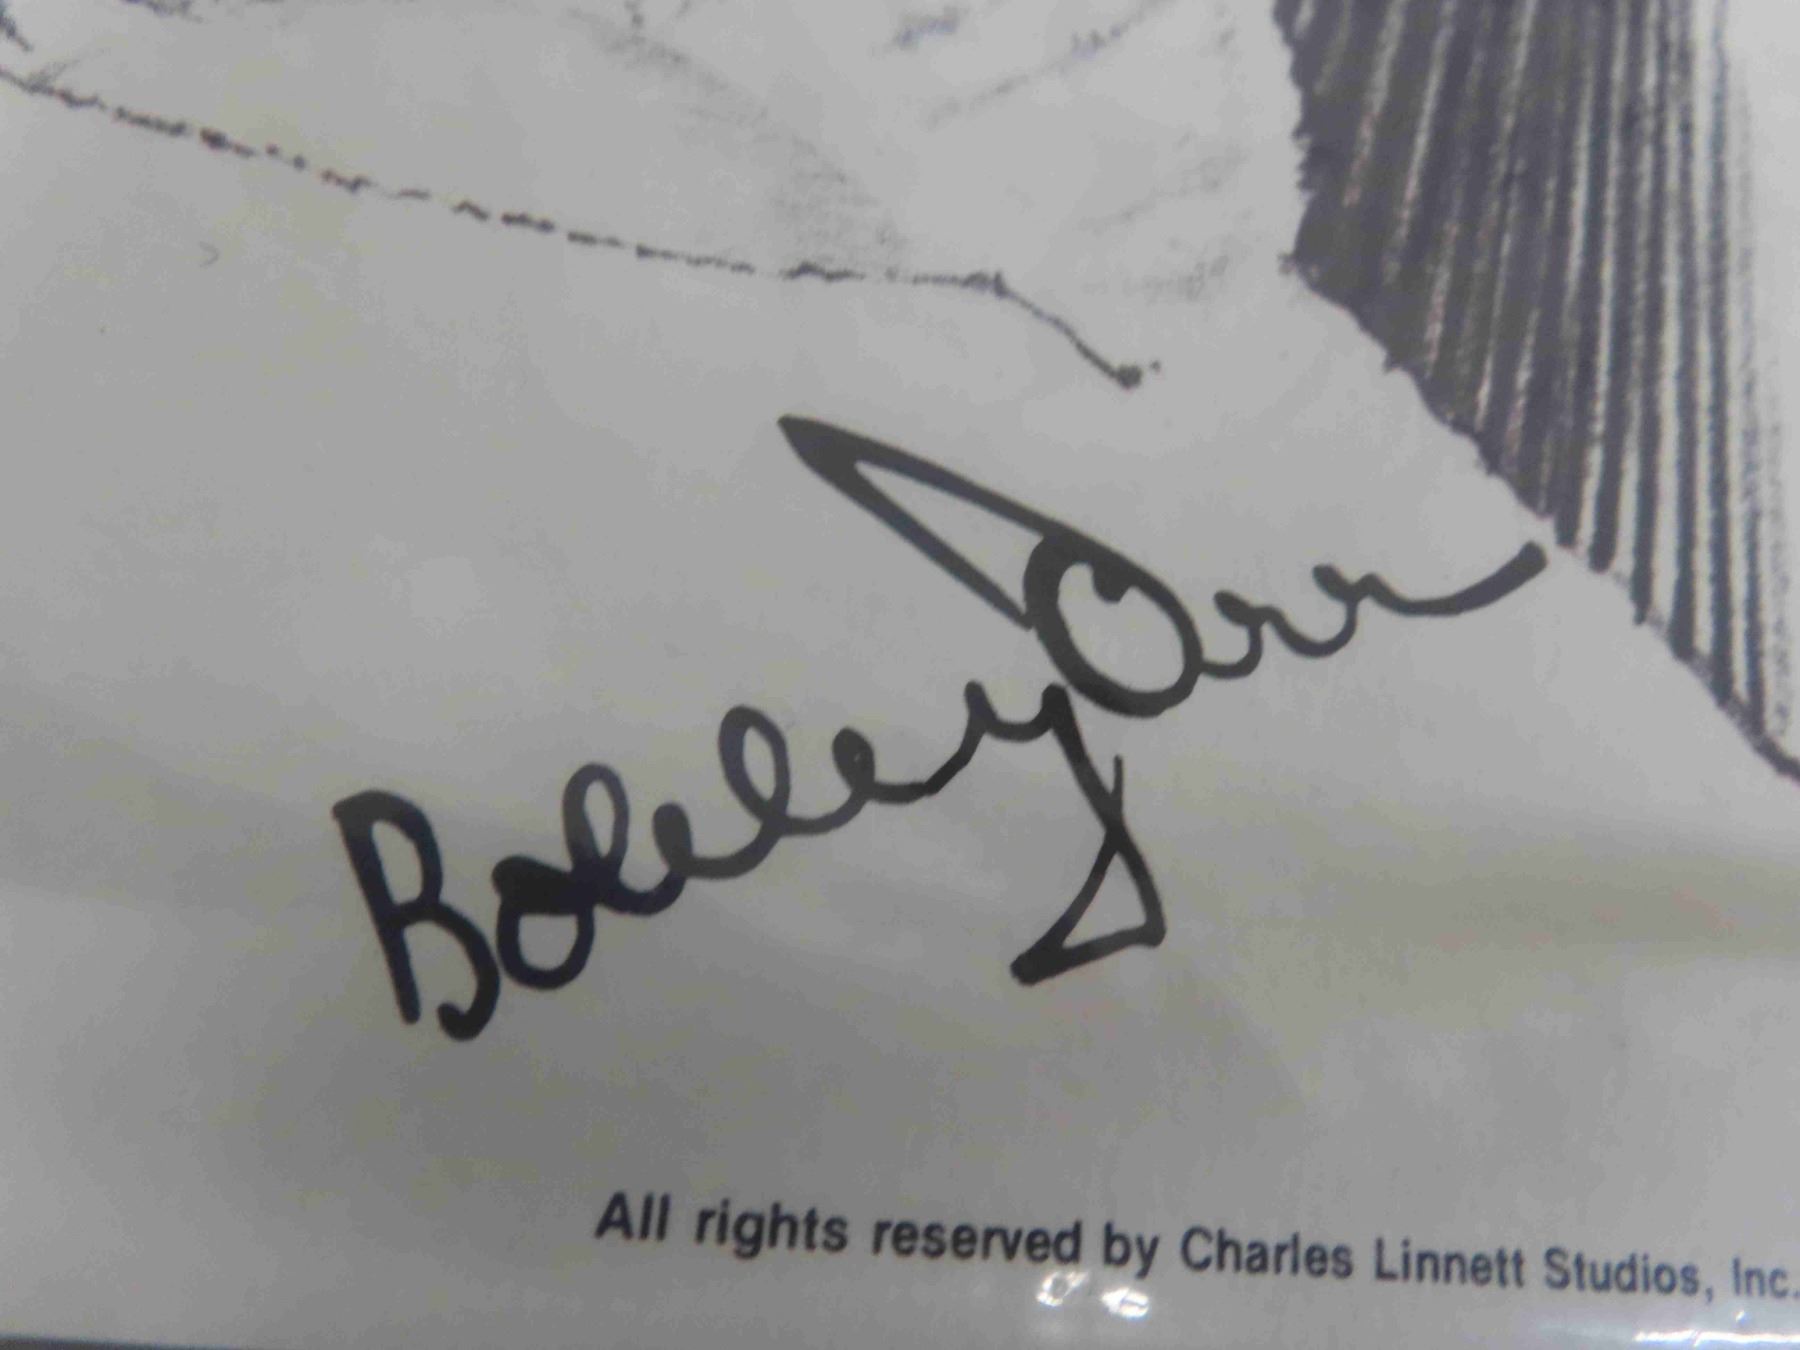 Bobby Orr
All rights reserved by Charles Linnett Studios, Inc.